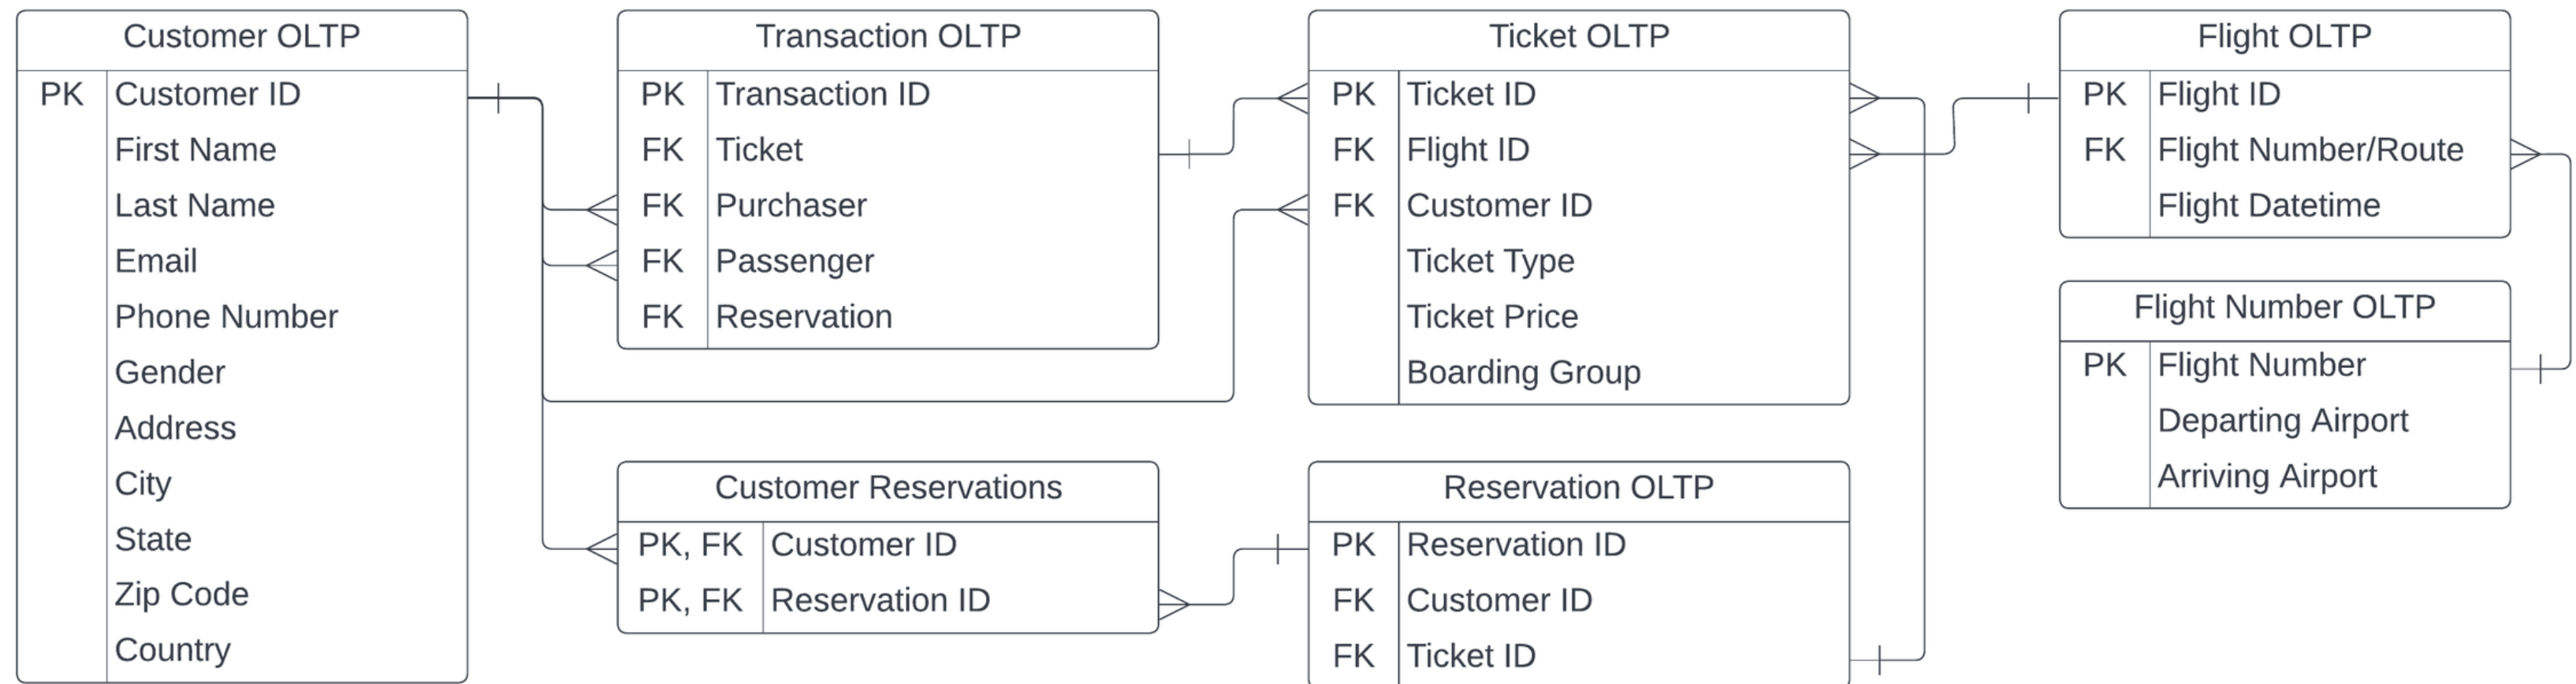 Customer OLTP
PK Customer ID
First Name
Last Name
Email
Phone Number
Gender
Address
City
State
Zip Code
Country
Transaction OLTP
PK Transaction ID
FK Ticket
FK Purchaser
FK Passenger
FK Reservation
Ticket OLTP
PK Ticket ID
FK Flight ID
FK Customer ID
Ticket Type
Ticket Price
Boarding Group
Flight OLTP
PK Flight ID
FK Flight Number/Route
Flight Datetime
Flight Number OLTP
PK Flight Number
Departing Airport
Arriving Airport
Customer Reservations
PK, FK Customer ID
PK, FK Reservation ID
Reservation OLTP
PK Reservation ID
FK Customer ID
FK Ticket ID